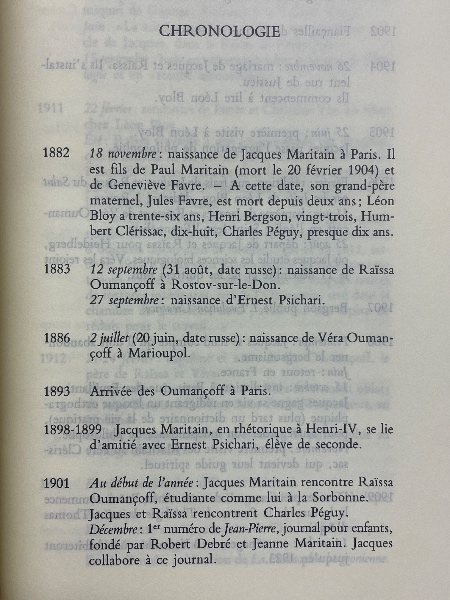 CHRONOLOGIE
1882 18 novembre : naissance de Jacques Maritain à Paris. Il
est fils de Paul Maritain (mort le 20 février 1904) et
de Geneviève Favre. — A cette date, son grand-père
maternel, Jules Favre, est mort depuis deux ans ; Léon
Bloy a trente-six ans, Henri Bergson, vingt-trois, Hum-
bert Clérissac, dix-huit, Charles Péguy, presque dix ans.
1883 12 septembre (31 août, date russe) : naissance de Raïssa
Oumançoff à Rostov-sur-le-Don.
27 septembre : naissance d'Ernest Psichari.
1886 2 juillet (20 juin, date russe) : naissance de Véra Ouman-
çoff à Marioupol.
1893 Arrivée des Oumançoff à Paris.
1898-1899 Jacques Maritain, en rhétorique à Henri-IV, se lie
d'amitié avec Ernest Psichari, élève de seconde.
1901 Au début de l'année : Jacques Maritain rencontre Raïssa
Oumançoff, étudiante comme lui à la Sorbonne.
Jacques et Raïssa rencontrent Charles Péguy.
Décembre : 1er numéro de Jean-Pierre, journal pour enfants,
fondé par Robert Debré et Jeanne Maritain. Jacques
collabore à ce journal.